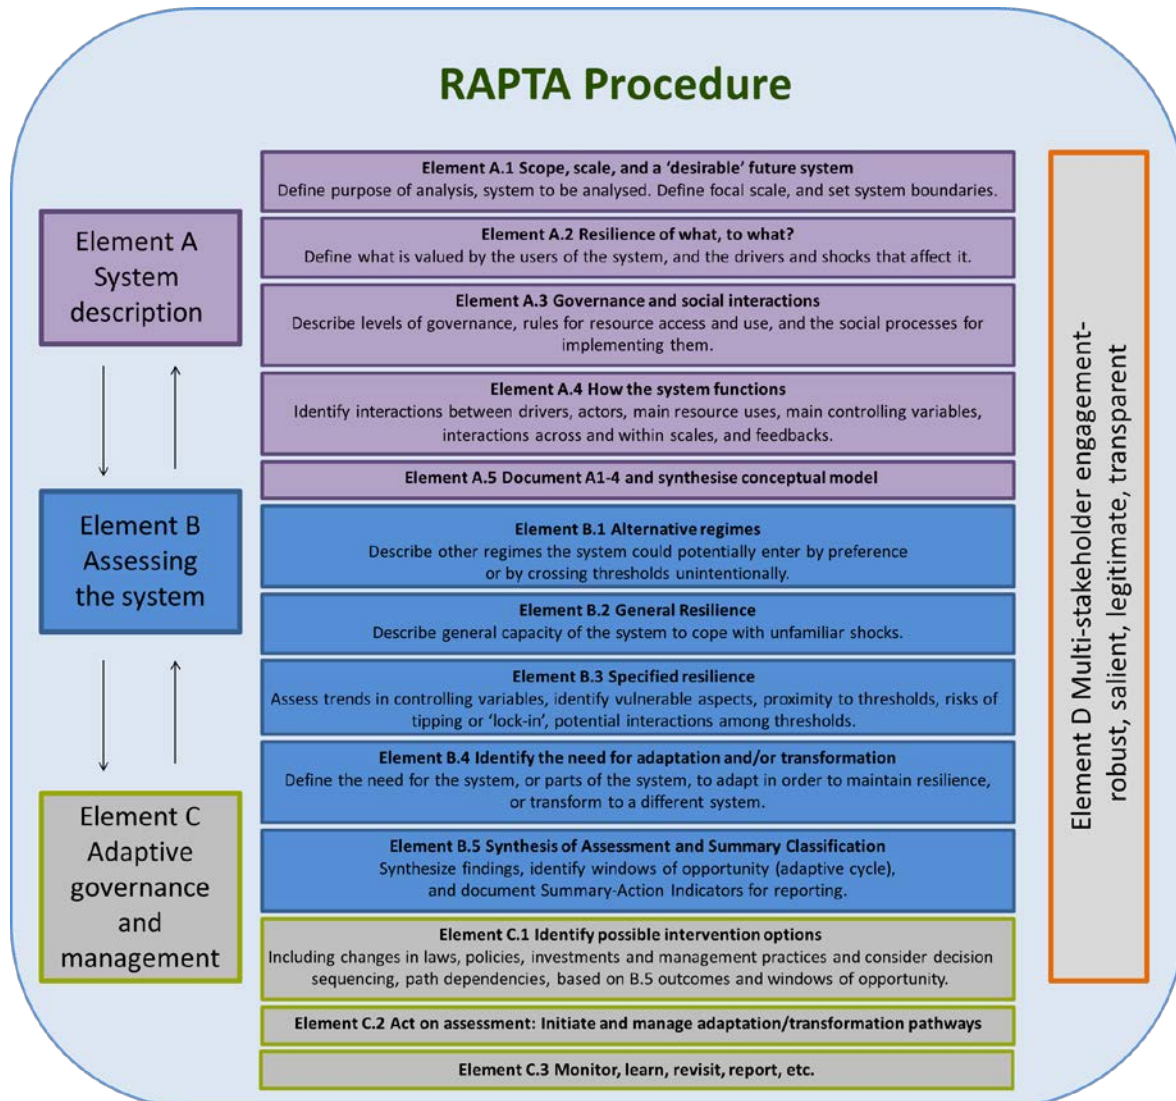 RAPTA Procedure
Element A
System
description
Element B
Assessing
the system
Element C
Adaptive
governance
and
management
Element A.1 Scope, scale, and a ‘desirable’ future system
Define purpose of analysis, system to be analysed. Define focal scale, and set system boundaries.
Element A.2 Resilience of what, to what?
Define what is valued by the users of the system, and the drivers and shocks that affect it.
Element A.3 Governance and social interactions
Describe levels of governance, rules for resource access and use, and the social processes for
implementing them.
Element A.4 How the system functions
Identify interactions between drivers, actors, main resource uses, main controlling variables,
interactions across and within scales, and feedbacks.
Element A.5 Document A1-4 and synthesise conceptual model
Element B.1 Alternative regimes
Describe other regimes the system could potentially enter by preference
or by crossing thresholds unintentionally.
Element B.2 General Resilience
Describe general capacity of the system to cope with unfamiliar shocks.
Element B.3 Specified resilience
Assess trends in controlling variables, identify vulnerable aspects, proximity to thresholds, risks of
tipping or ‘lock-in’, potential interactions among thresholds.
Element B.4 Identify the need for adaptation and/or transformation
Define the need for the system, or parts of the system, to adapt in order to maintain resilience,
or transform to a different system.
Element B.5 Synthesis of Assessment and Summary Classification
Synthesize findings, identify windows of opportunity (adaptive cycle),
and document Summary-Action Indicators for reporting.
Element C.1 Identify possible intervention options
Including changes in laws, policies, investments and management practices and consider decision
sequencing, path dependencies, based on B.5 outcomes and windows of opportunity.
Element C.2 Act on assessment: Initiate and manage adaptation/transformation pathways
Element C.3 Monitor, learn, revisit, report, etc.
Element D Multi-stakeholder engagement-
robust, salient, legitimate, transparent